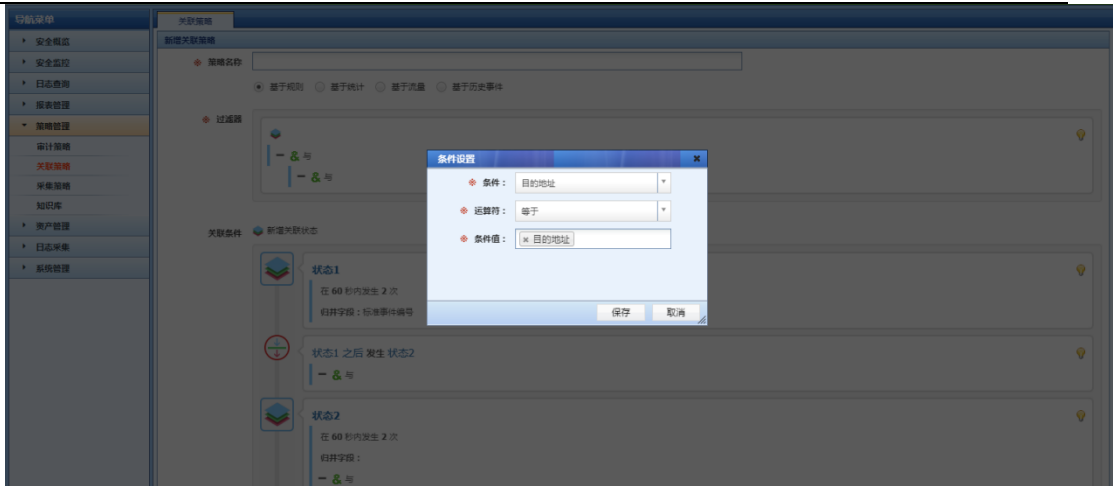 导航菜单
安全概览
安全监控
日志查询
报表管理
策略管理
审计策略
关联策略
采集策略
知识库
资产管理
日志采集
系统管理
关联策略
新增关联策略
策略名称
基于规则 基于统计 基于流量 基于历史事件
过滤器
& 与
& 与
关联条件 新增关联状态
状态1
在 60 秒内发生 2 次
归并字段：标准事件编号
状态1 之后 发生 状态2
& 与
状态2
在 60 秒内发生 2 次
归并字段：
& 与
条件设置
条件： 目的地址
运算符： 等于
条件值： 目的地址
保存 取消